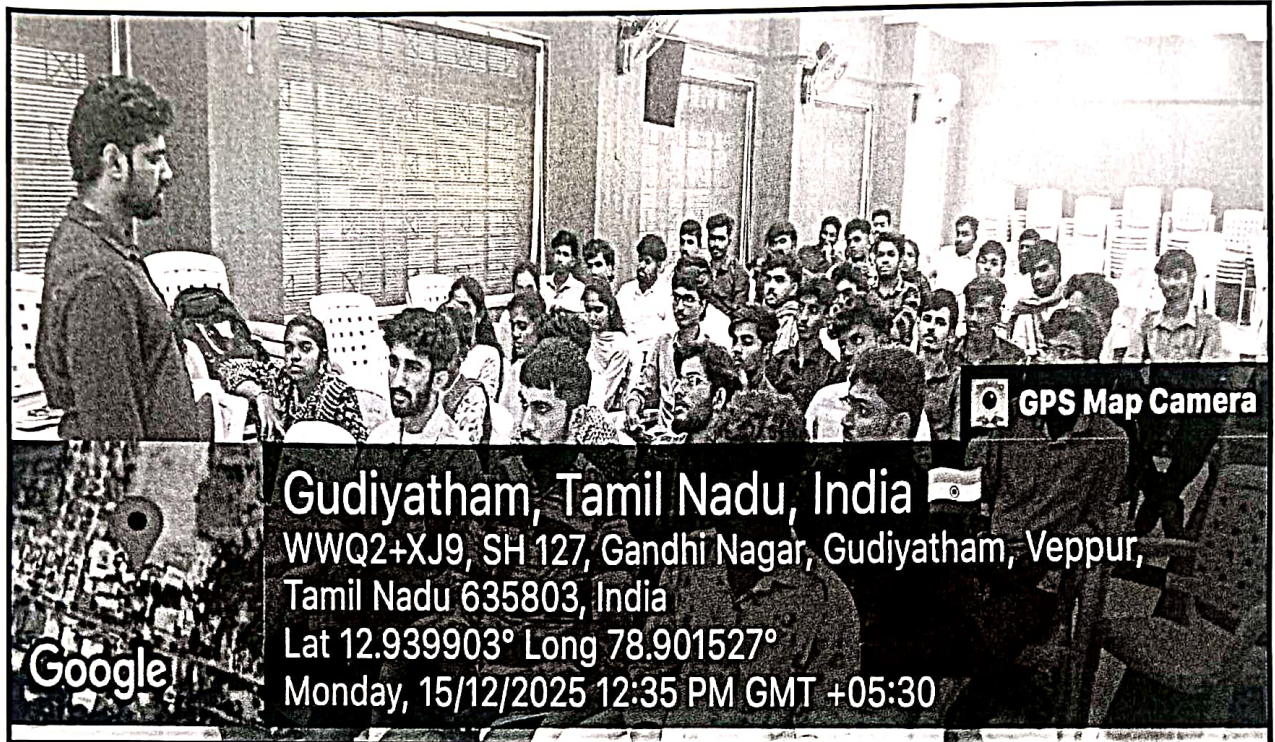 GPS Map Camera
Gudiyatham, Tamil Nadu, India
WWQ2+XJ9, SH 127, Gandhi Nagar, Gudiyatham, Veppur,
Tamil Nadu 635803, India
Lat 12.939903° Long 78.901527°
Monday, 15/12/2025 12:35 PM GMT +05:30
Google